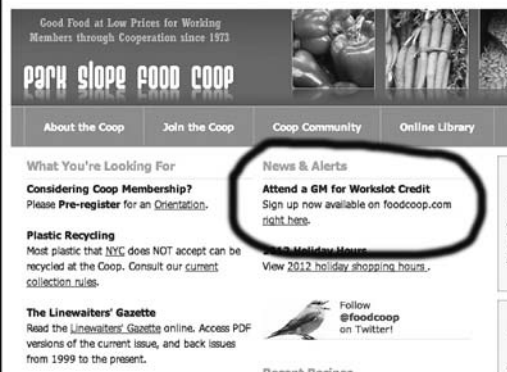 Good Food at Low Prices for Working
Members through Cooperation since 1973
PARK SLOPE FOOD COOP
About the Coop
Join the Coop
Coop Community
Online Library
What You're Looking For
Considering Coop Membership?
Please Pre-register for an Orientation.
Plastic Recycling
Most plastic that NYC does NOT accept can be
recycled at the Coop. Consult our current
collection rules.
The Linewaiters' Gazette
Read the Linewaiters' Gazette online. Access PDF
versions of the current issue, and back issues
from 1999 to the present.
News & Alerts
Attend a GM for Workslot Credit
Sign up now available on foodcoop.com
right here.
2012 Holiday Hours
View 2012 holiday shopping hours .
Follow
@foodcoop
on Twitter!
Recent Recipes